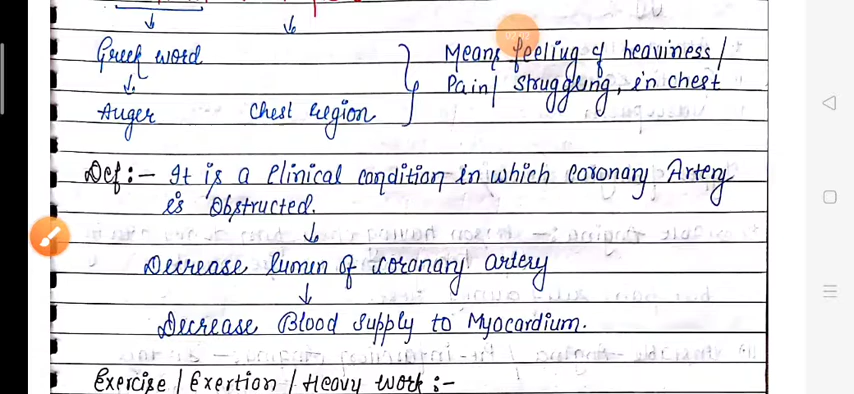 Greek word
Means feeling of heaviness /
Pain / Struggling, in chest
Auger
Chest region
Def:- It is a Clinical condition in which coronary Artery
is Obstructed.
Decrease lumen of coronary artery
Decrease Blood Supply to Myocardium.
Exercise / Exertion / Heavy work :-